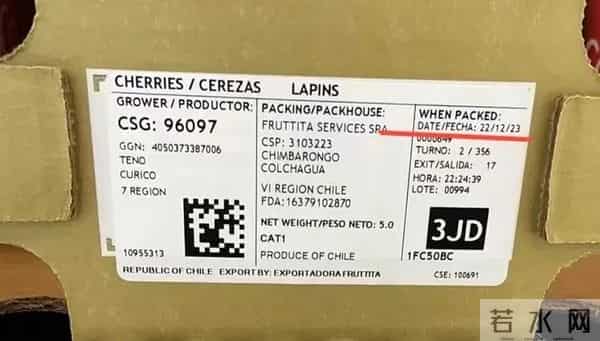 CHERRIES / CEREZAS LAPINS
GROWER / PRODUCTOR:
CSG: 96097
GGN: 4050373387006
TENO
CURICO
7 REGION
10955313
PACKING/PACKHOUSE:
FRUTTITA SERVICES SPA
CSP: 3103223
CHIMBARONGO
COLCHAGUA
VI REGION CHILE
FDA:16379102870
NET WEIGHT/PESO NETO: 5.0
CAT1
PRODUCE OF CHILE
WHEN PACKED:
DATE/FECHA: 22/12/23
0000649
TURNO: 2 / 356
EXIT/SALIDA: 17
HORA: 22:24:39
LOTE: 00994
3JD
1FC50BC
REPUBLIC OF CHILE EXPORT BY: EXPORTADORA FRUTTITA
CSE: 100691
若水网